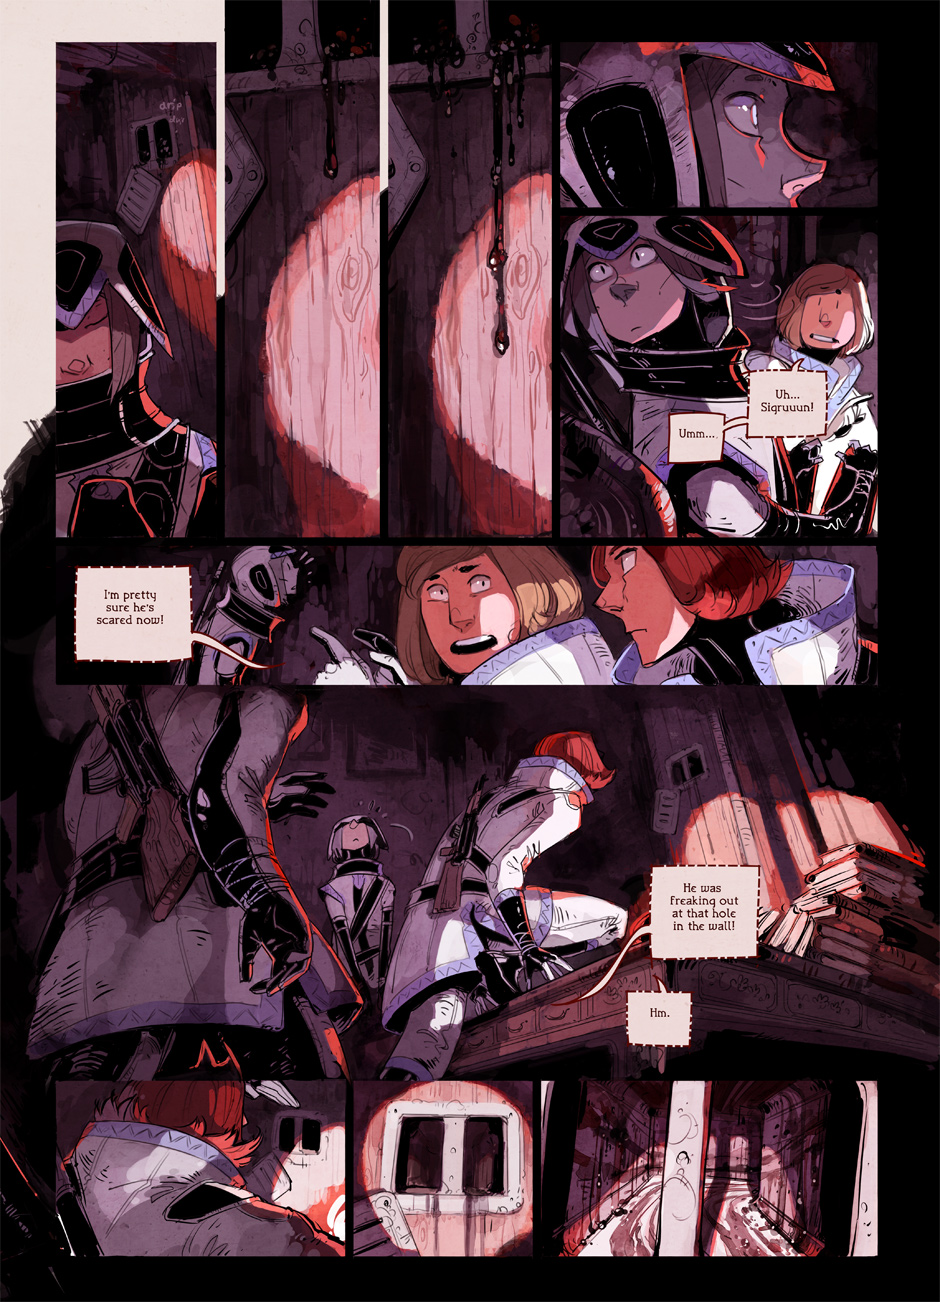 drip
Uh...
Sigruuun!
Umm...
I'm pretty
sure he's
scared now!
He was
freaking out
at that hole
in the wall!
Hm.